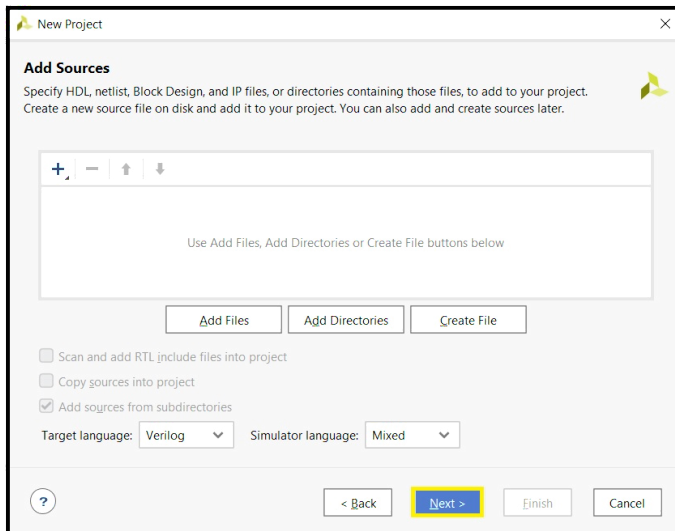 New Project
Add Sources
Specify HDL, netlist, Block Design, and IP files, or directories containing those files, to add to your project.
Create a new source file on disk and add it to your project. You can also add and create sources later.
Use Add Files, Add Directories or Create File buttons below
Add Files
Add Directories
Create File
Scan and add RTL include files into project
Copy sources into project
Add sources from subdirectories
Target language: Verilog Simulator language: Mixed
? < Back Next > Finish Cancel